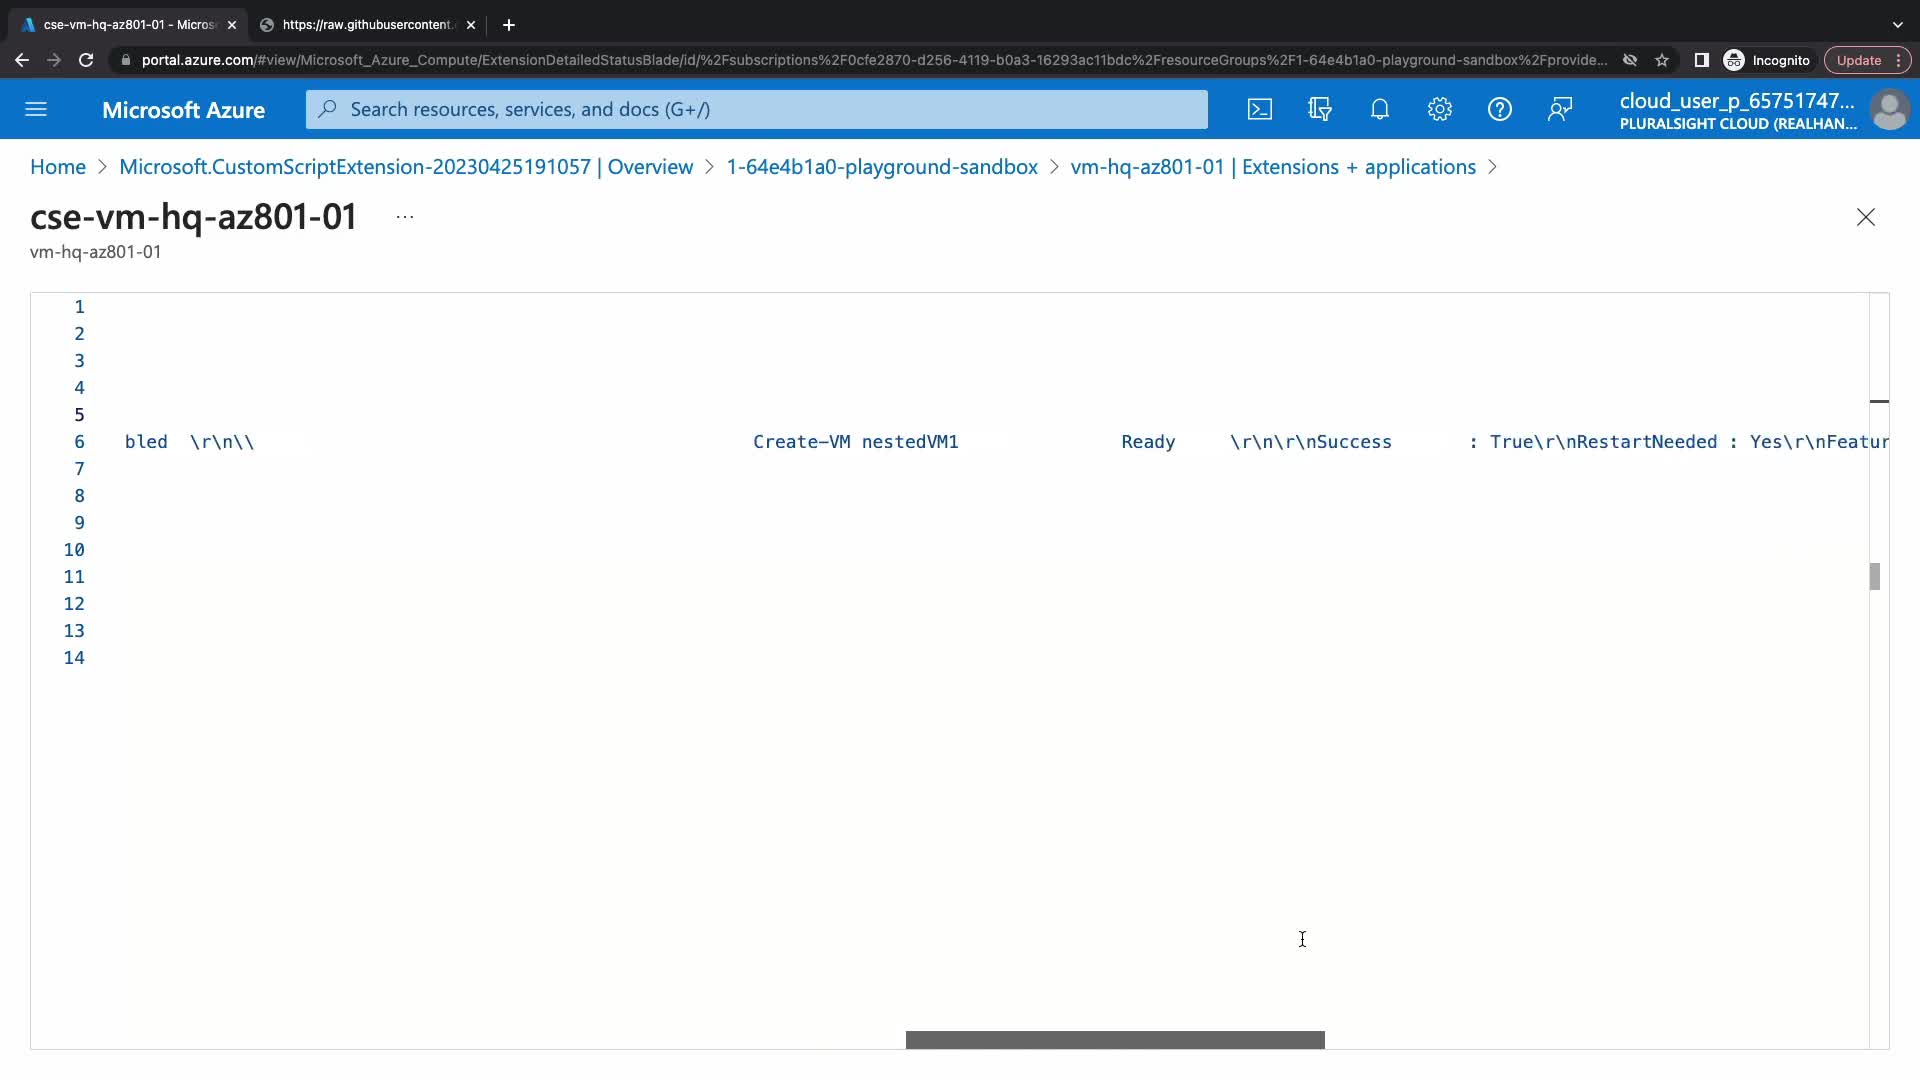 cse-vm-hq-az801-01 - Micros
https://raw.githubusercontent.
portal.azure.com/#view/Microsoft_Azure_Compute/ExtensionDetailedStatusBlade/id/%2Fsubscriptions%2F0cfe2870-d256-4119-b0a3-16293ac11bdc%2FresourceGroups%2F1-64e4b1a0-playground-sandbox%2Fprovide...
Incognito
Update
Microsoft Azure
Search resources, services, and docs (G+/)
cloud_user_p_65751747...
PLURALSIGHT CLOUD (REALHAN...
Home > Microsoft.CustomScriptExtension-20230425191057 | Overview > 1-64e4b1a0-playground-sandbox > vm-hq-az801-01 | Extensions + applications >
cse-vm-hq-az801-01 ...
vm-hq-az801-01
1
2
3
4
5
6 bled \r\n\\ Create-VM nestedVM1 Ready \r\n\r\nSuccess : True\r\nRestartNeeded : Yes\r\nFeatur
7
8
9
10
11
12
13
14